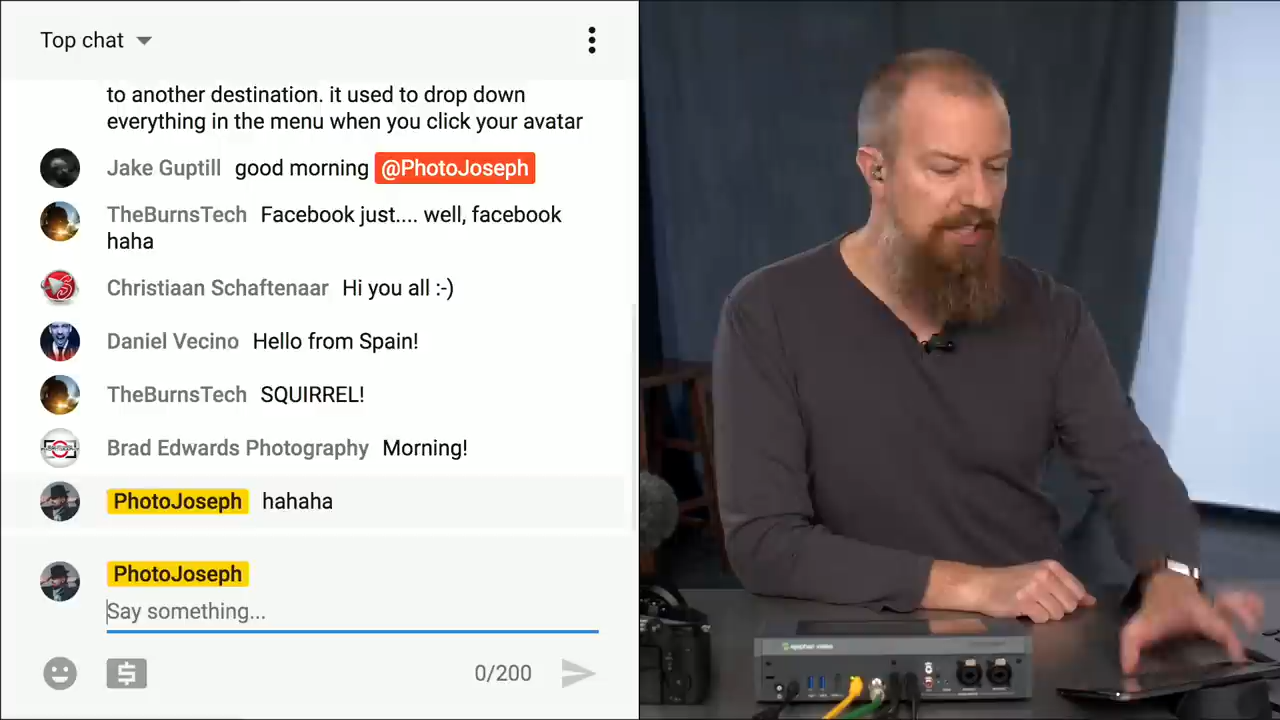 Top chat
to another destination. it used to drop down
everything in the menu when you click your avatar
Jake Guptill good morning @PhotoJoseph
TheBurnsTech Facebook just.... well, facebook
haha
Christiaan Schaftenaar Hi you all :-)
Daniel Vecino Hello from Spain!
TheBurnsTech SQUIRREL!
Brad Edwards Photography Morning!
PhotoJoseph hahaha
PhotoJoseph
Say something...
0/200
epiphan video